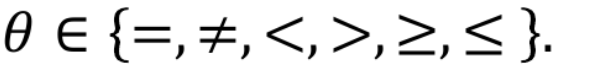 θ ∈ {=, ≠, <, >, ≥, ≤ }.